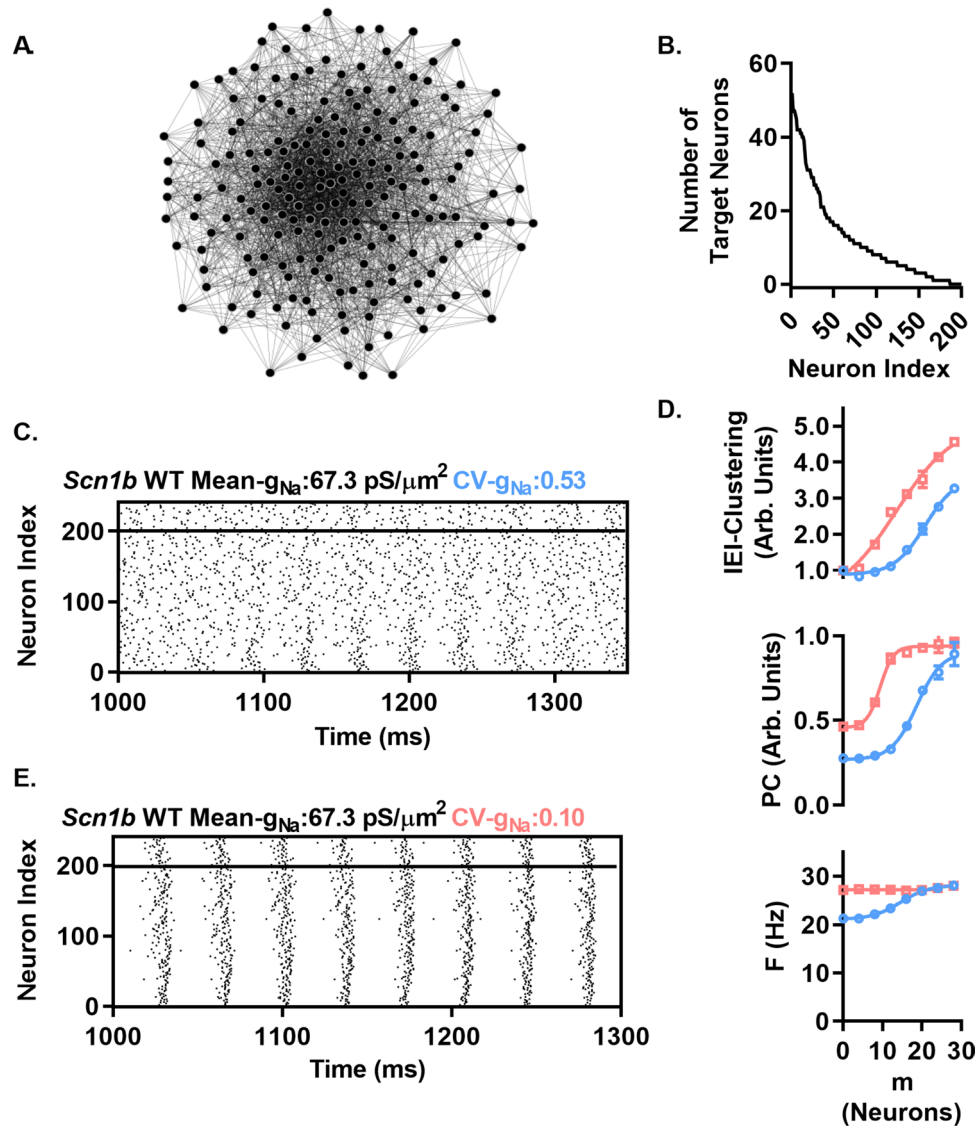 A.
B.
60
40
20
0
Number of
Target Neurons
0
50
100
150
200
Neuron Index
C.
Scn1b WT Mean-gNa:67.3 pS/μm2 CV-gNa:0.53
Neuron Index
200
100
0
1000
1100
1200
1300
Time (ms)
D.
IEI-Clustering
(Arb. Units)
5.0
4.0
3.0
2.0
1.0
PC (Arb. Units)
1.0
0.5
0.0
F (Hz)
30
20
10
0
0
10
20
30
m
(Neurons)
E.
Scn1b WT Mean-gNa:67.3 pS/μm2 CV-gNa:0.10
Neuron Index
200
100
0
1000
1100
1200
1300
Time (ms)